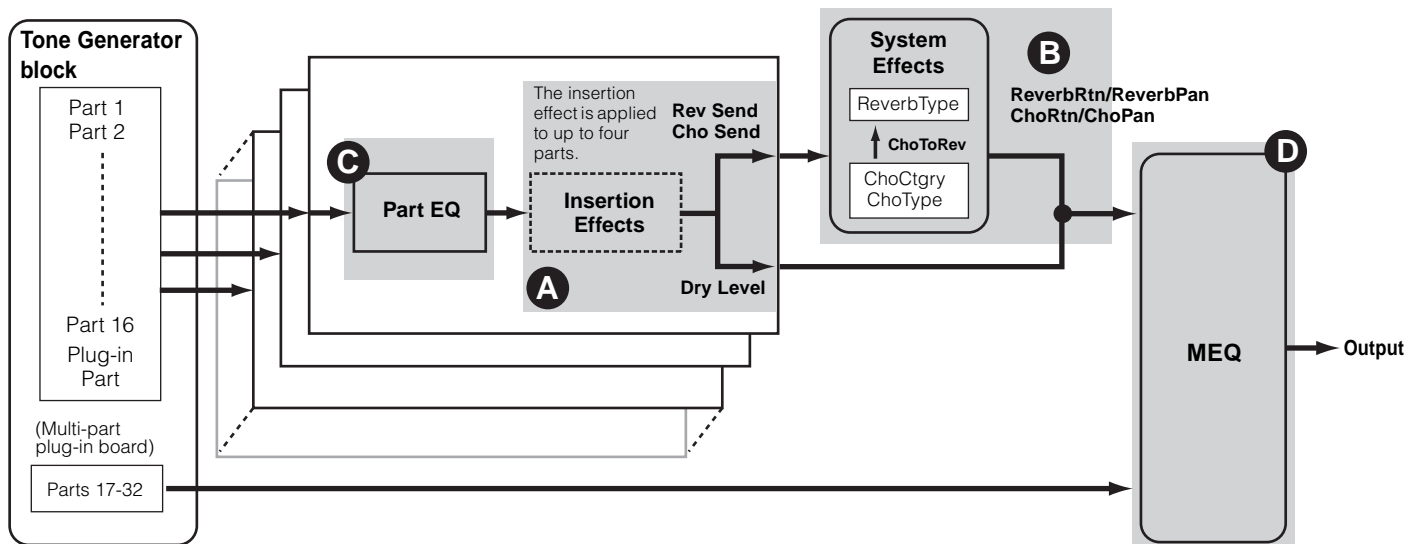 Tone Generator
block
Part 1
Part 2
Part 16
Plug-in
Part
(Multi-part
plug-in board)
Parts 17-32
C
Part EQ
The insertion
effect is applied
to up to four
parts.
Rev Send
Cho Send
Insertion
Effects
A
Dry Level
System
Effects
ReverbType
ChoToRev
ChoCtgry
ChoType
B
ReverbRtn/ReverbPan
ChoRtn/ChoPan
D
MEQ
Output